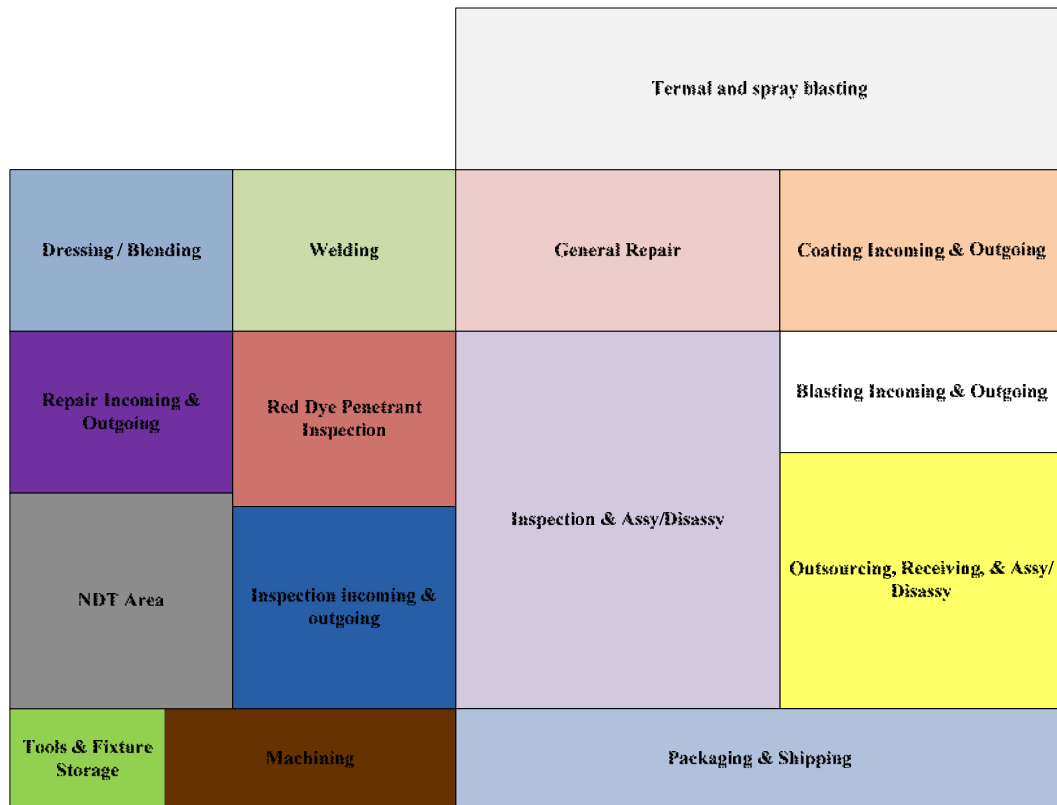 Termal and spray blasting
Dressing / Blending
Welding
General Repair
Coating Incoming & Outgoing
Repair Incoming &
Outgoing
Red Dye Penetrant
Inspection
Blasting Incoming & Outgoing
Inspection & Assy/Disassy
Outsourcing, Receiving, & Assy/
Disassy
NDT Area
Inspection incoming &
outgoing
Tools & Fixture
Storage
Machining
Packaging & Shipping